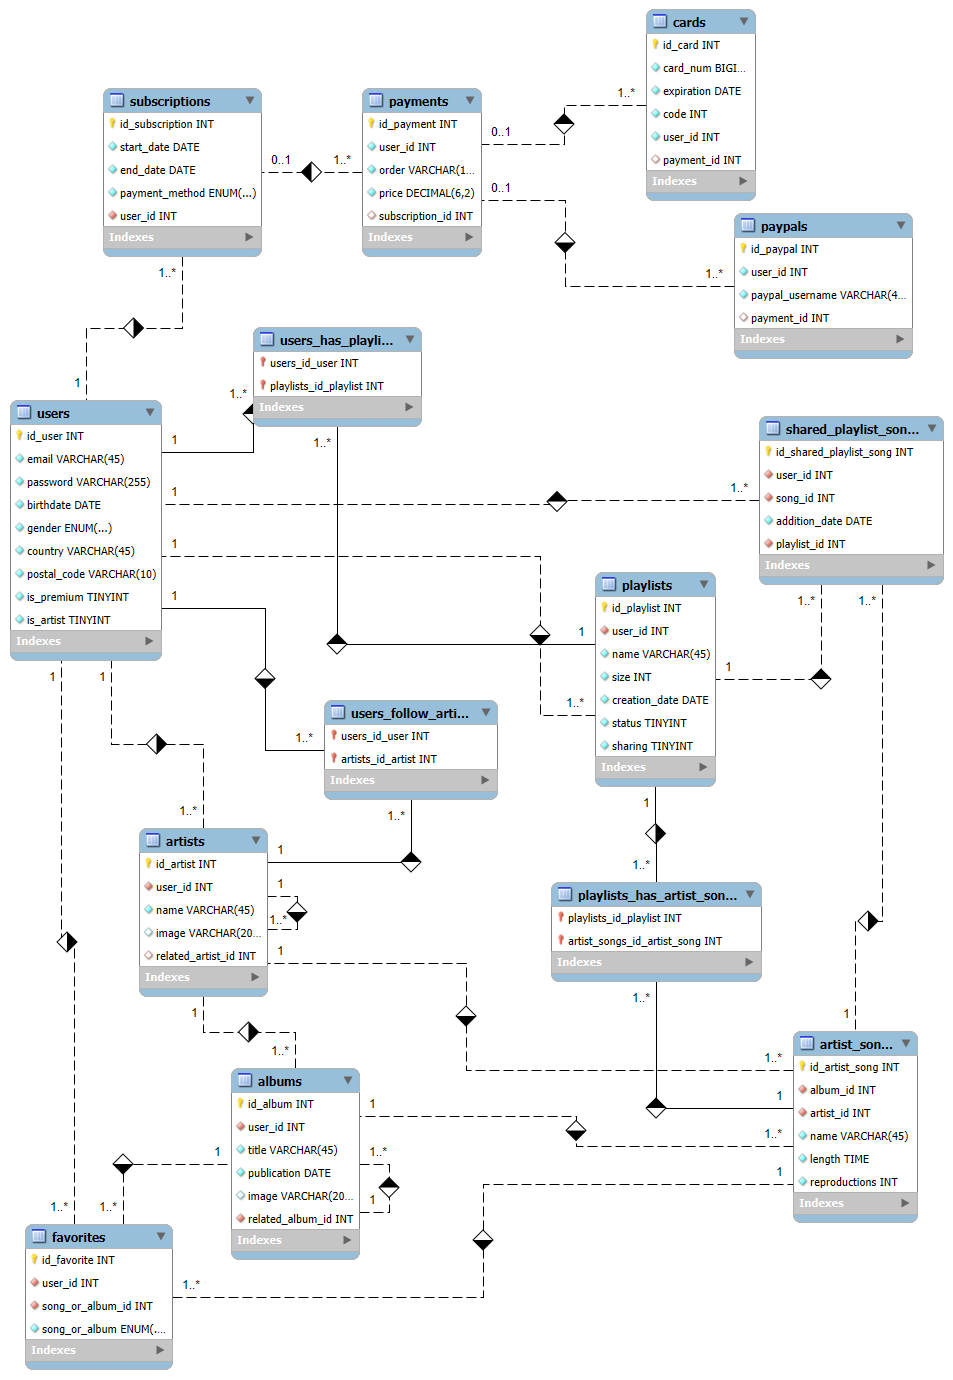 cards
id_card INT
card_num BIGI...
expiration DATE
code INT
user_id INT
payment_id INT
Indexes
subscriptions
id_subscription INT
start_date DATE
end_date DATE
payment_method ENUM(...)
user_id INT
Indexes
payments
id_payment INT
user_id INT
order VARCHAR(1...
price DECIMAL(6,2)
subscription_id INT
Indexes
0..1
1..*
0..1
1..*
0..1
1..*
paypals
id_paypal INT
user_id INT
paypal_username VARCHAR(4...
payment_id INT
Indexes
1..*
1
users_has_playli...
users_id_user INT
playlists_id_playlist INT
Indexes
1..*
1
1..*
1
users
id_user INT
email VARCHAR(45)
password VARCHAR(255)
birthdate DATE
gender ENUM(...)
country VARCHAR(45)
postal_code VARCHAR(10)
is_premium TINYINT
is_artist TINYINT
Indexes
1
1..*
1
1..*
1
1..*
shared_playlist_son...
id_shared_playlist_song INT
user_id INT
song_id INT
addition_date DATE
playlist_id INT
Indexes
1..*
1..*
1
1
playlists
id_playlist INT
user_id INT
name VARCHAR(45)
size INT
creation_date DATE
status TINYINT
sharing TINYINT
Indexes
1
1..*
users_follow_arti...
users_id_user INT
artists_id_artist INT
Indexes
1..*
1
1
1
1..*
artists
id_artist INT
user_id INT
name VARCHAR(45)
image VARCHAR(20...
related_artist_id INT
Indexes
1
1..*
1
1..*
1
1..*
playlists_has_artist_son...
playlists_id_playlist INT
artist_songs_id_artist_song INT
Indexes
1..*
1
artist_son...
id_artist_song INT
album_id INT
artist_id INT
name VARCHAR(45)
length TIME
reproductions INT
Indexes
albums
id_album INT
user_id INT
title VARCHAR(45)
publication DATE
image VARCHAR(20...
related_album_id INT
Indexes
1
1..*
1..*
1
1
1..*
1..*
1
1..*
favorites
id_favorite INT
user_id INT
song_or_album_id INT
song_or_album ENUM(....
Indexes